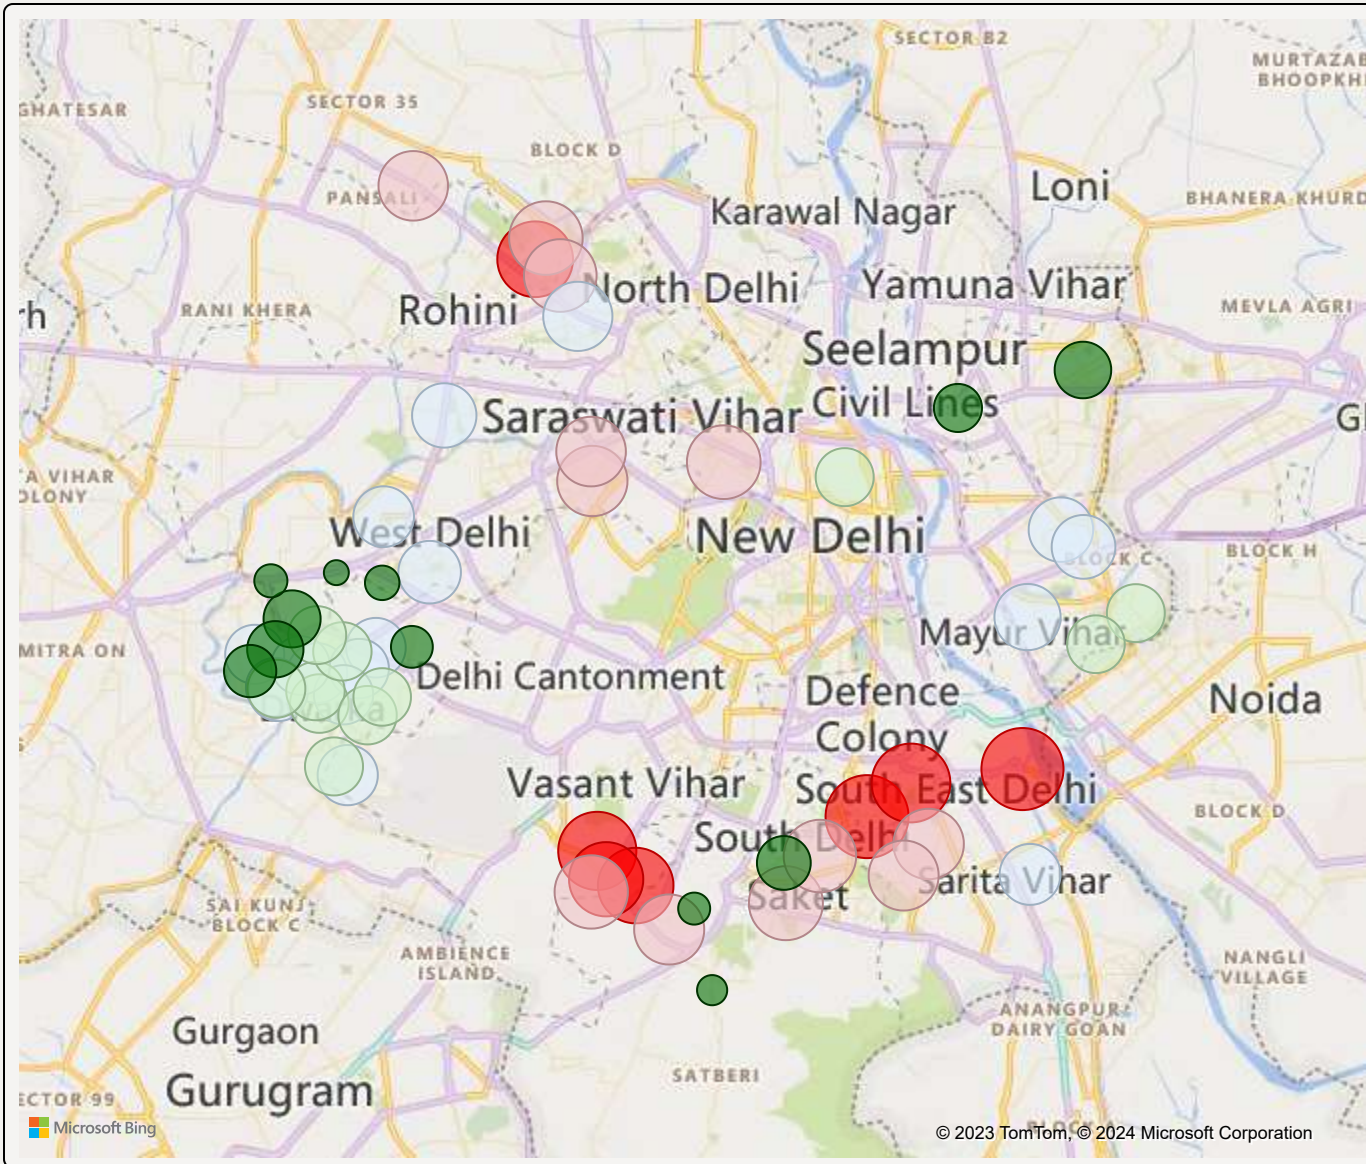 SECTOR B2
MURTAZAB
BHOOPKH
GHATESAR
SECTOR 35
BLOCK D
PANSALI
Loni
BHANERA KHURD
Karawal Nagar
North Delhi
Yamuna Vihar
RANI KHERA
Rohini
rh
MEVLA AGRI
Seelampur
Saraswati Vihar
Civil Lines
G
TA VIHAR
OLONY
West Delhi
New Delhi
BLOCK C
BLOCK H
MITRA ON
Mayur Vihar
Delhi Cantonment
Defence
Colony
Noida
Vasant Vihar
South East Delhi
BLOCK D
South Delhi
Saket
Sarita Vihar
SAI KUNJ
BLOCK C
AMBIENCE
ISLAND
NANGLI
VILLAGE
ANANGPUR
DAIRY GOAN
Gurgaon
SATBERI
Gurugram
ECTOR 99
Microsoft Bing
© 2023 TomTom, © 2024 Microsoft Corporation